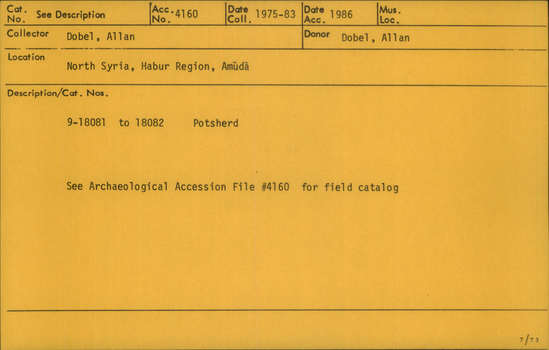 Cat. No. See Description Acc. No. 4160 Date Coll. 1975-83 Date Acc. 1986 Mus. Loc.
Collector Dobel, Allan Donor Dobel, Allan
Location North Syria, Habur Region, Amūdā
Description/Cat. Nos.
9-18081 to 18082 Potsherd
See Archaeological Accession File #4160 for field catalog